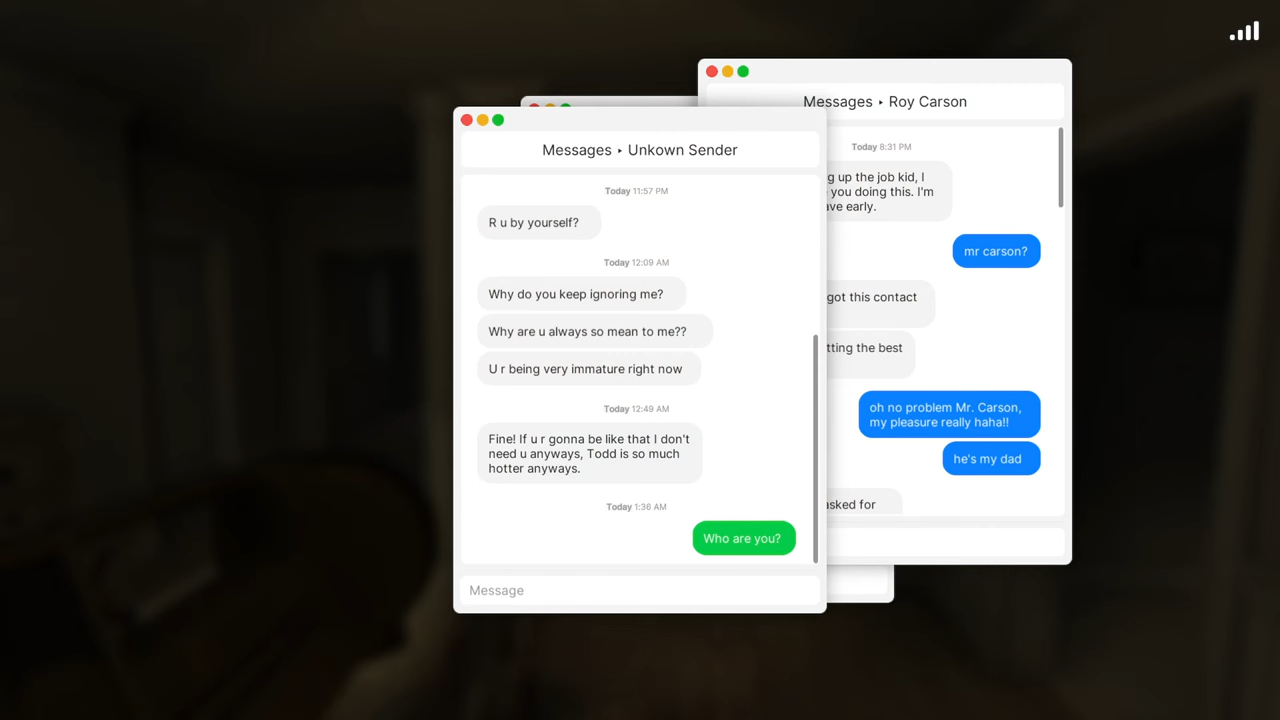 Messages ▸ Unkown Sender
Today 11:57 PM
R u by yourself?
Today 12:09 AM
Why do you keep ignoring me?
Why are u always so mean to me??
U r being very immature right now
Today 12:49 AM
Fine! If u r gonna be like that I don't
need u anyways, Todd is so much
hotter anyways.
Today 1:36 AM
Who are you?
Message
Messages ▸ Roy Carson
Today 8:31 PM
up the job kid, I
you doing this. I'm
early.
mr carson?
got this contact
the best
oh no problem Mr. Carson,
my pleasure really haha!!
he's my dad
asked for